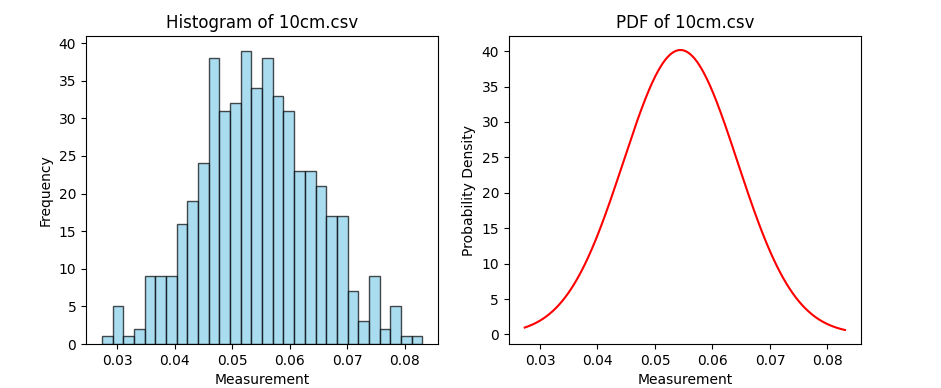 Histogram of 10cm.csv
Frequency
0
5
10
15
20
25
30
35
40
0.03 0.04 0.05 0.06 0.07 0.08
Measurement
PDF of 10cm.csv
Probability Density
0
5
10
15
20
25
30
35
40
0.03 0.04 0.05 0.06 0.07 0.08
Measurement